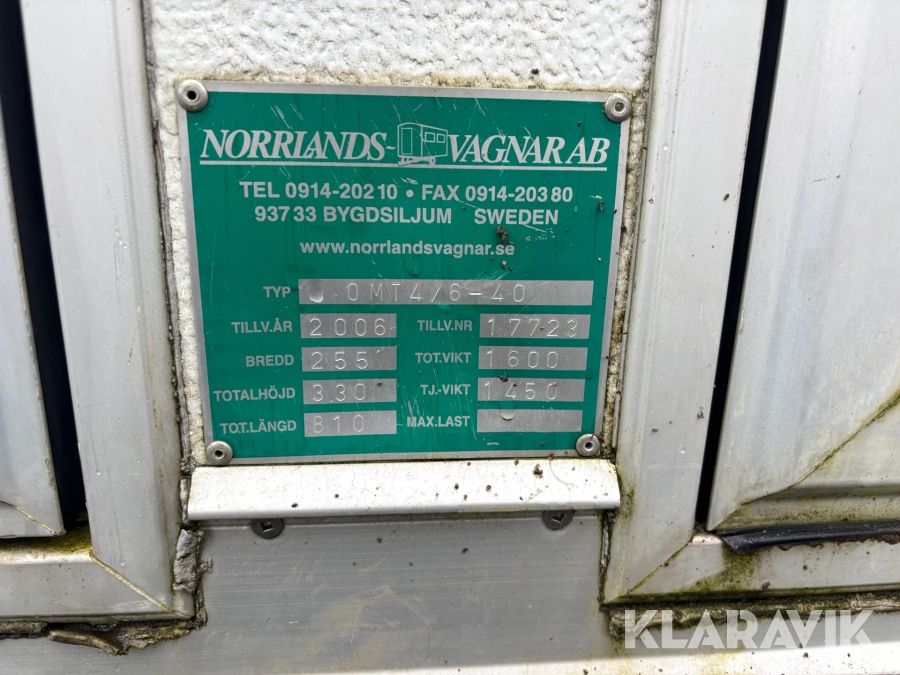 NORRLANDS- VAGNAR AB
TEL 0914-202 10 • FAX 0914-203 80
937 33 BYGDSILJUM SWEDEN
www.norrlandsvagnar.se
TYP 0MT4/6-40
TILLV.ÅR 2006 TILLV.NR 17723
BREDD 255 TOT.VIKT 1600
TOTALHÖJD 330 TJ.-VIKT 1450
TOT.LÄNGD 810 MAX.LAST
KLARAVIK